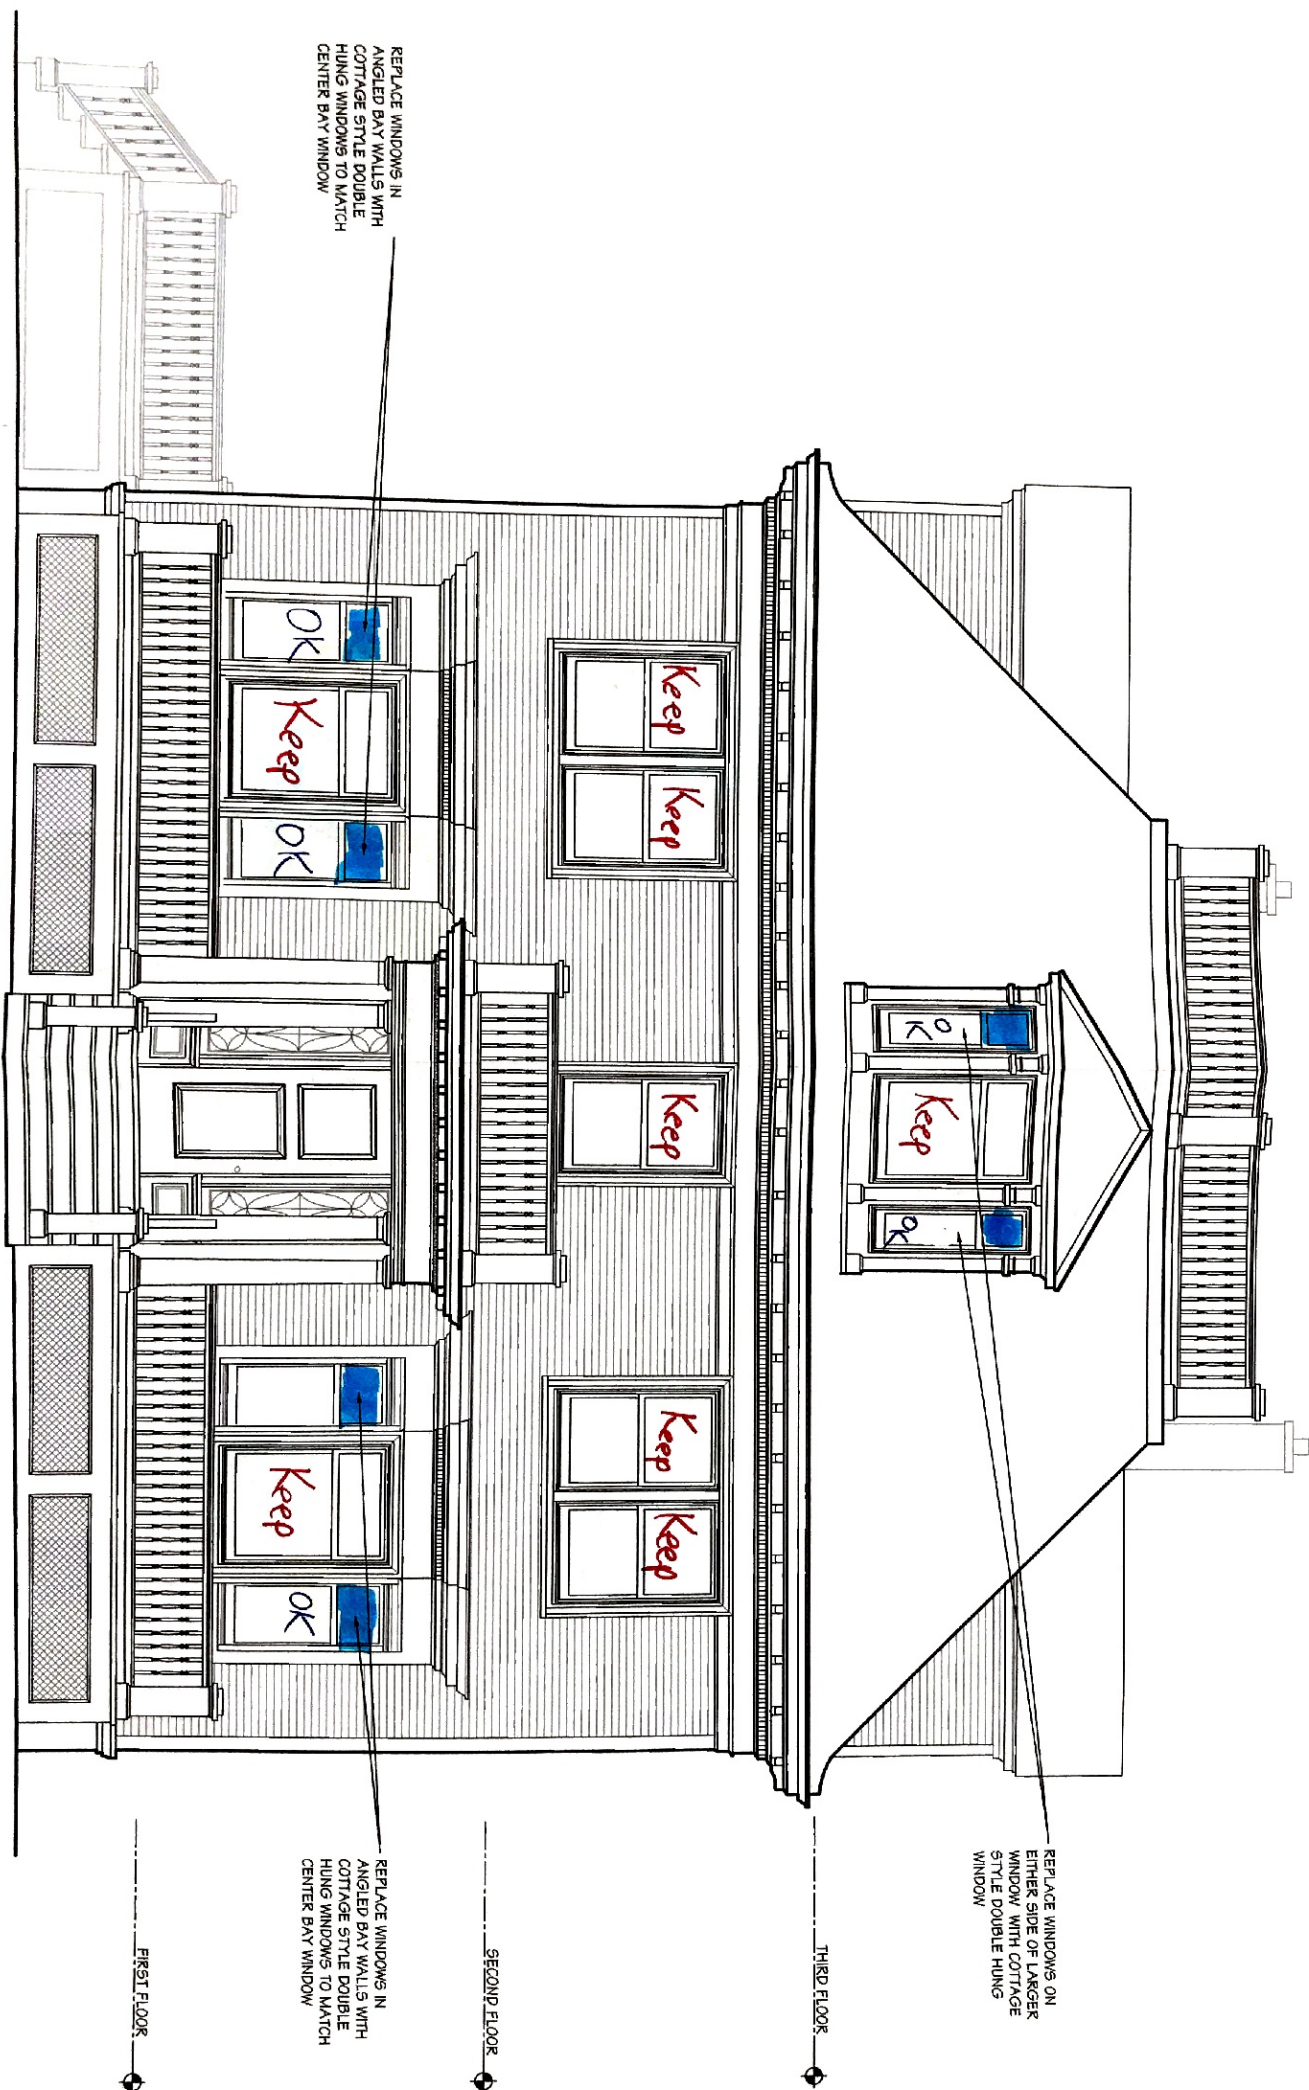 REPLACE WINDOWS ON
EITHER SIDE OF LARGER
WINDOW WITH COTTAGE
STYLE DOUBLE HUNG
WINDOW
OK
Keep
OK
THIRD FLOOR
Keep
Keep
Keep
Keep
Keep
SECOND FLOOR
REPLACE WINDOWS IN
ANGLED BAY WALLS WITH
COTTAGE STYLE DOUBLE
HUNG WINDOWS TO MATCH
CENTER BAY WINDOW
OK
Keep
OK
Keep
OK
REPLACE WINDOWS IN
ANGLED BAY WALLS WITH
COTTAGE STYLE DOUBLE
HUNG WINDOWS TO MATCH
CENTER BAY WINDOW
FIRST FLOOR